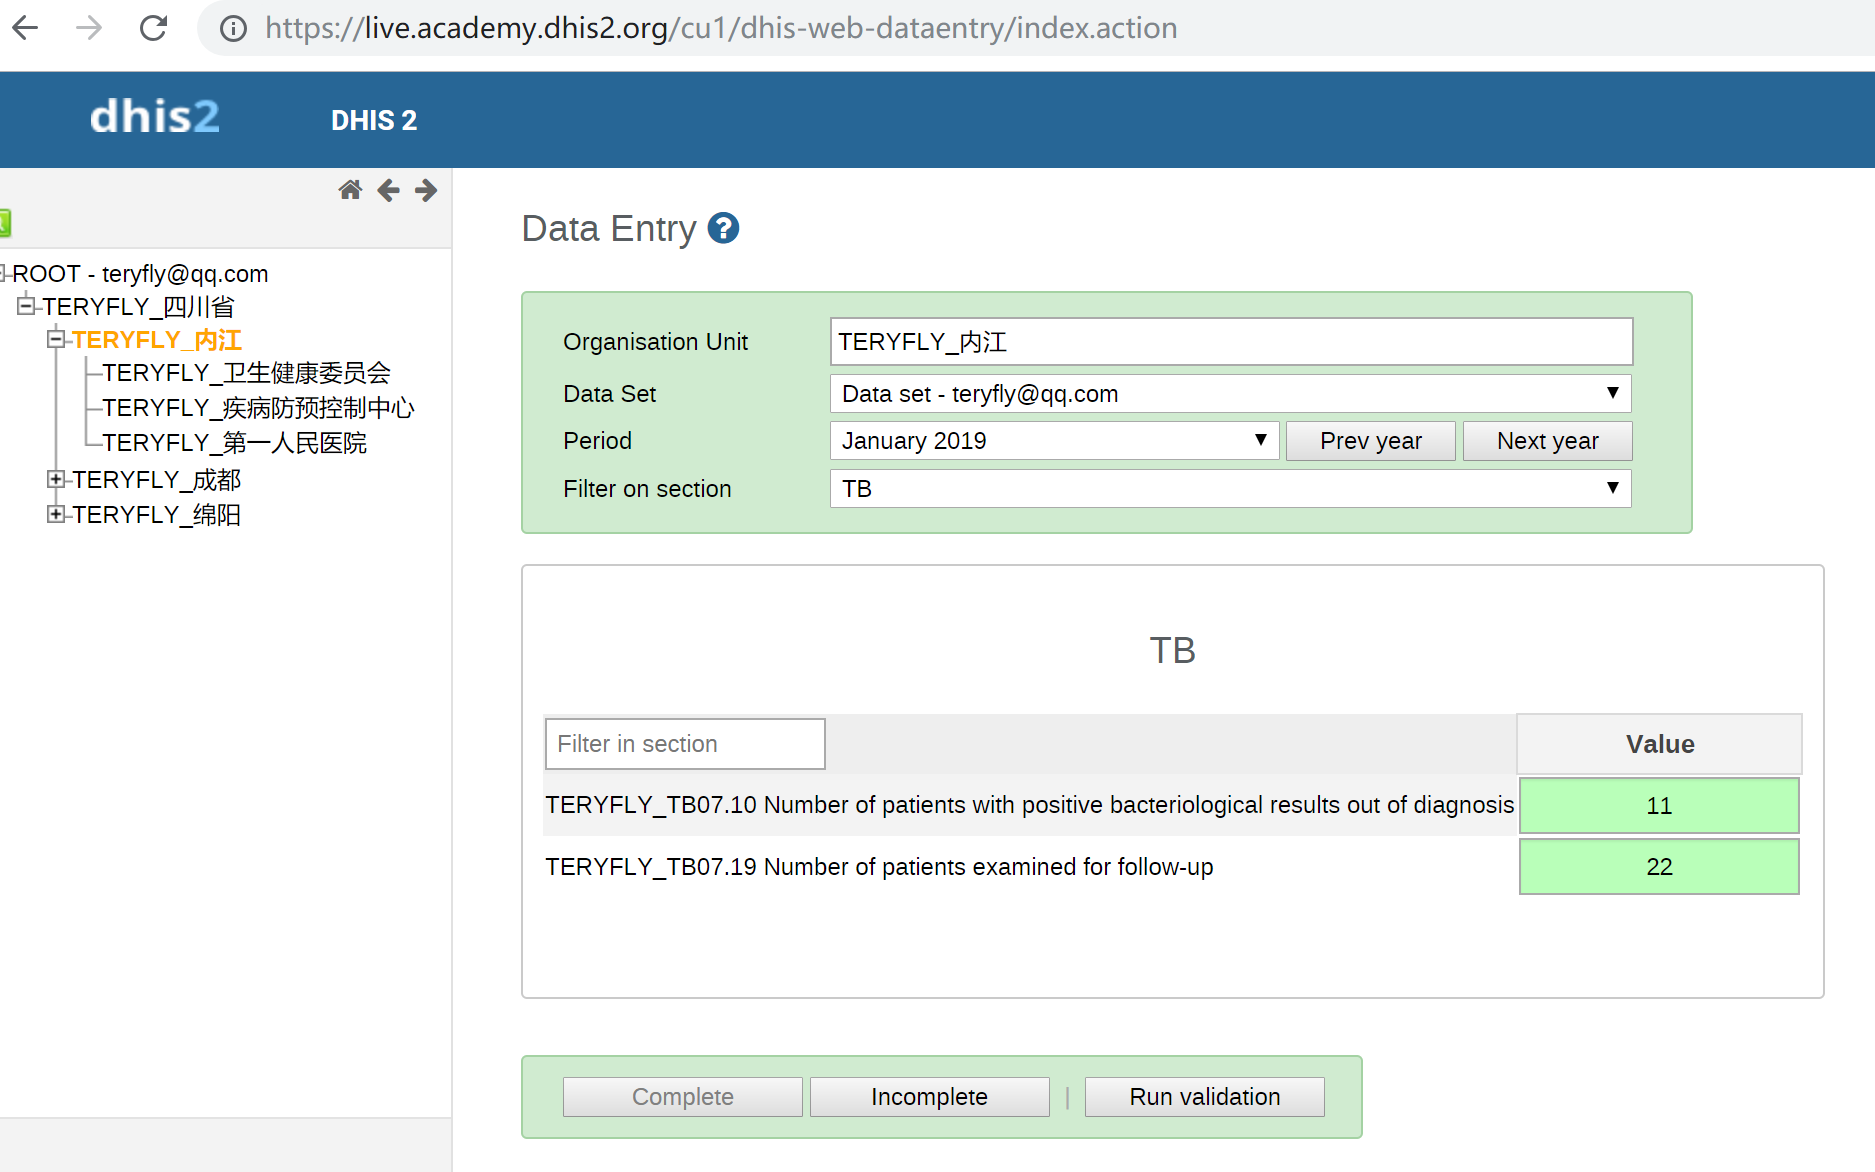 https://live.academy.dhis2.org/cu1/dhis-web-dataentry/index.action
dhis2 DHIS 2
ROOT - teryfly@qq.com
TERYFLY_四川省
TERYFLY_内江
TERYFLY_卫生健康委员会
TERYFLY_疾病防预控制中心
TERYFLY_第一人民医院
TERYFLY_成都
TERYFLY_绵阳
Data Entry ?
Organisation Unit TERYFLY_内江
Data Set Data set - teryfly@qq.com
Period January 2019 Prev year Next year
Filter on section TB
TB
Filter in section Value
TERYFLY_TB07.10 Number of patients with positive bacteriological results out of diagnosis 11
TERYFLY_TB07.19 Number of patients examined for follow-up 22
Complete Incomplete | Run validation